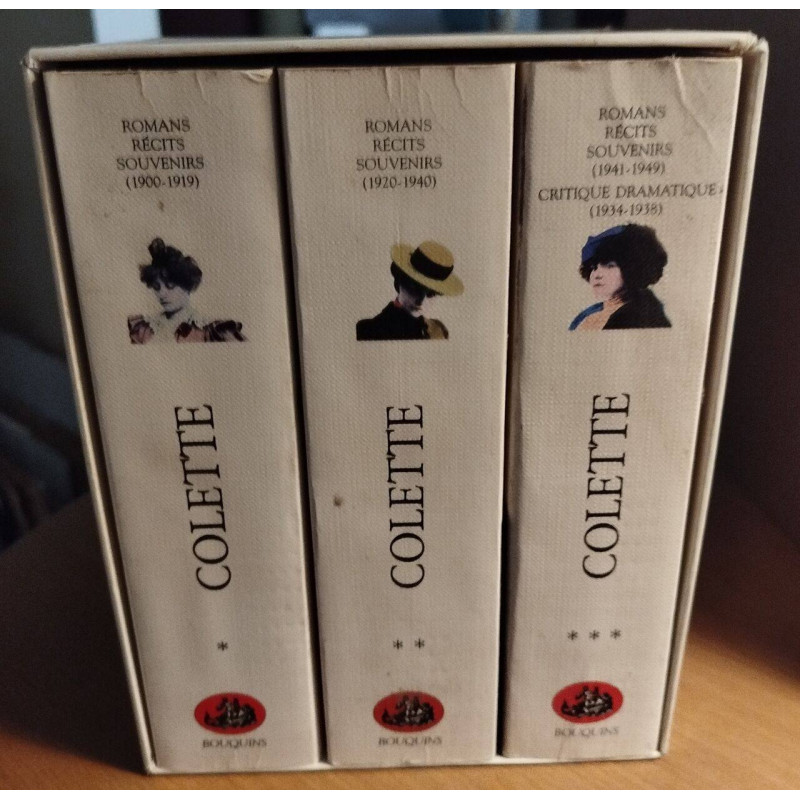 ROMANS
RÉCITS
SOUVENIRS
(1900-1919)
COLETTE
*
BOUQUINS
ROMANS
RÉCITS
SOUVENIRS
(1920-1940)
COLETTE
* *
BOUQUINS
ROMANS
RÉCITS
SOUVENIRS
(1941-1949)
CRITIQUE DRAMATIQUE
(1934-1938)
COLETTE
* * *
BOUQUINS